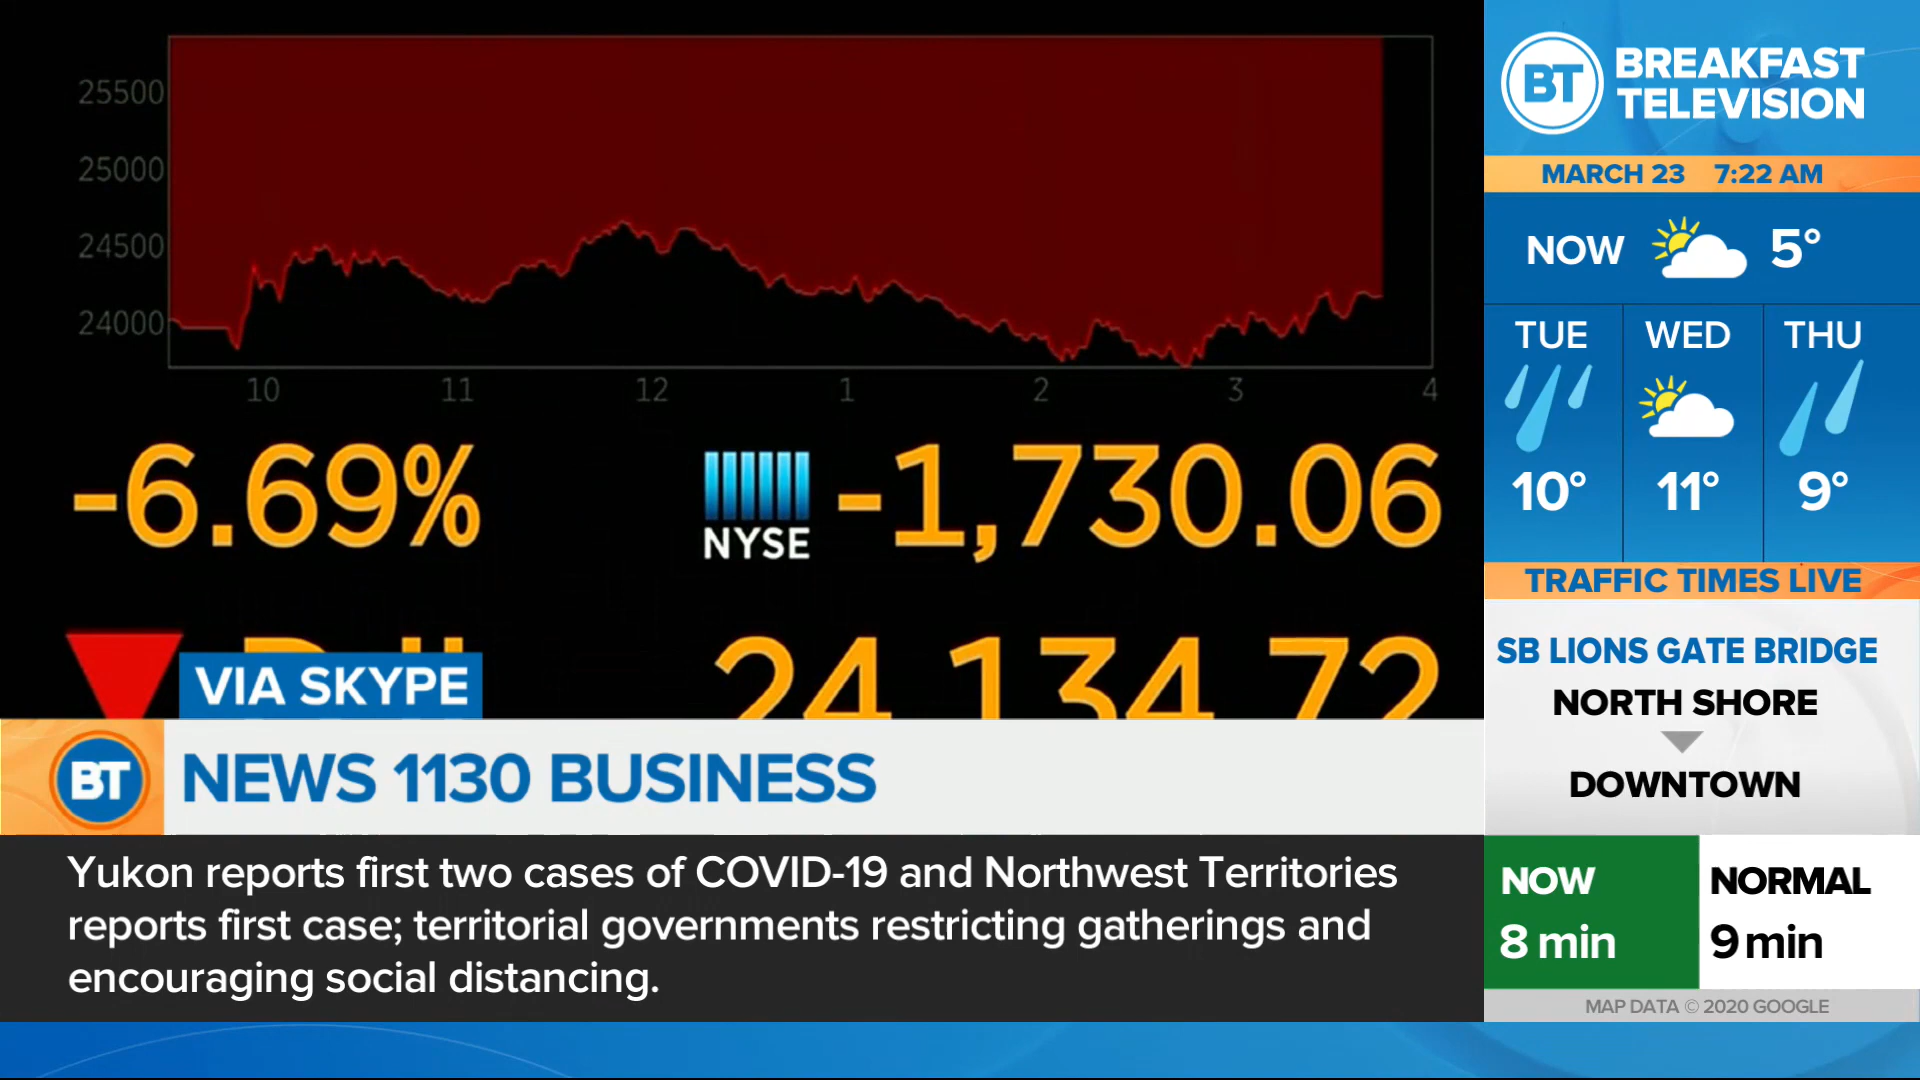 25500
25000
24500
24000
10 11 12 1 2 3 4
-6.69%
NYSE
-1,730.06
24,134.72
VIA SKYPE
BT
NEWS 1130 BUSINESS
Yukon reports first two cases of COVID-19 and Northwest Territories
reports first case; territorial governments restricting gatherings and
encouraging social distancing.
BT
BREAKFAST
TELEVISION
MARCH 23 7:22 AM
NOW 5°
TUE WED THU
10° 11° 9°
TRAFFIC TIMES LIVE
SB LIONS GATE BRIDGE
NORTH SHORE
DOWNTOWN
NOW NORMAL
8 min 9 min
MAP DATA © 2020 GOOGLE